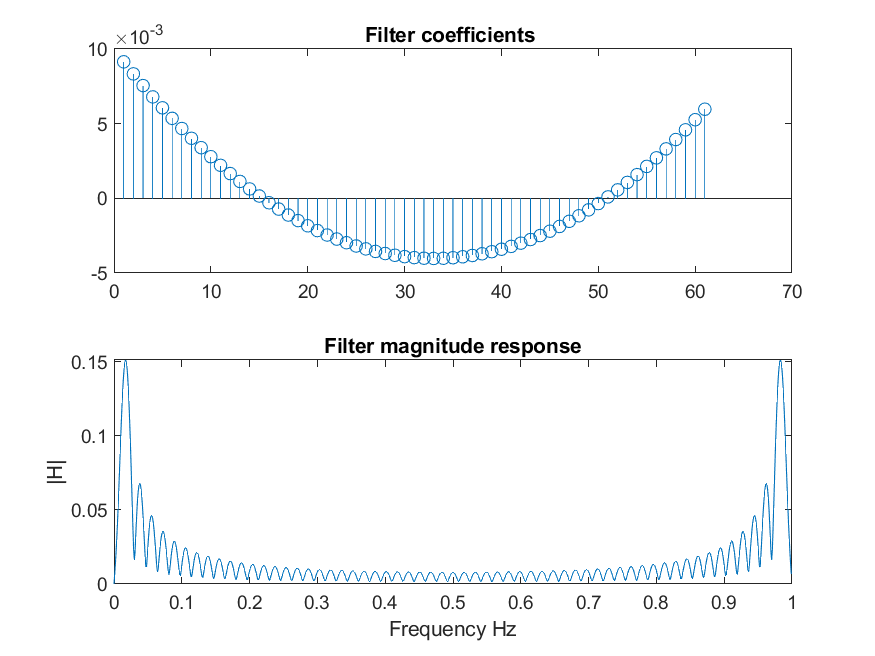 Filter coefficients
×10-3
10
5
0
-5
0 10 20 30 40 50 60 70
Filter magnitude response
0.15
0.1
0.05
0
|H|
0 0.1 0.2 0.3 0.4 0.5 0.6 0.7 0.8 0.9 1
Frequency Hz